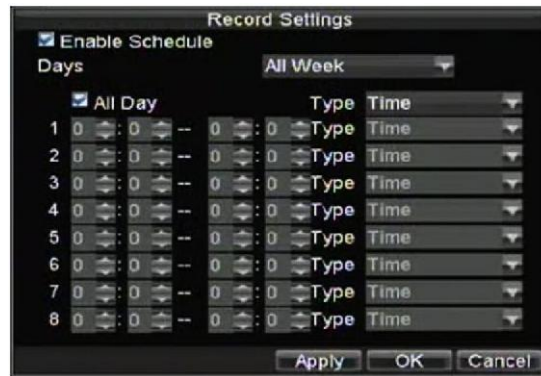 Record Settings
Enable Schedule
Days All Week
All Day Type Time
1 0 : 0 -- 0 : 0 Type Time
2 0 : 0 -- 0 : 0 Type Time
3 0 : 0 -- 0 : 0 Type Time
4 0 : 0 -- 0 : 0 Type Time
5 0 : 0 -- 0 : 0 Type Time
6 0 : 0 -- 0 : 0 Type Time
7 0 : 0 -- 0 : 0 Type Time
8 0 : 0 -- 0 : 0 Type Time
Apply OK Cancel